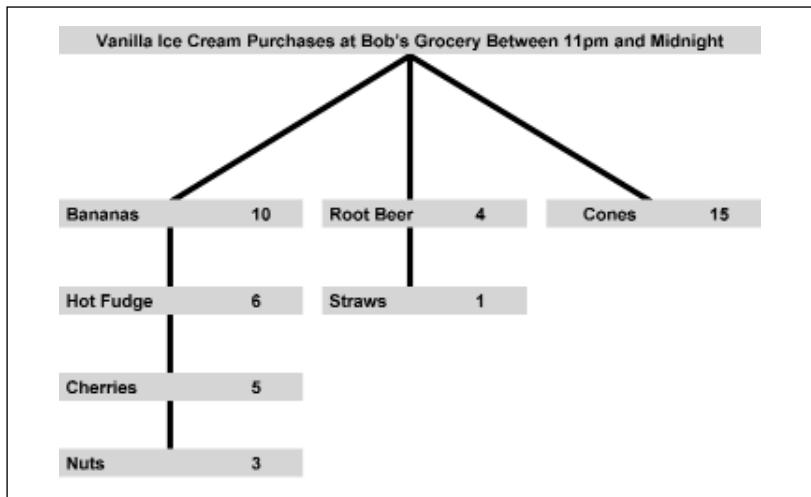 Vanilla Ice Cream Purchases at Bob's Grocery Between 11pm and Midnight
Bananas 10 Root Beer 4 Cones 15
Hot Fudge 6 Straws 1
Cherries 5
Nuts 3